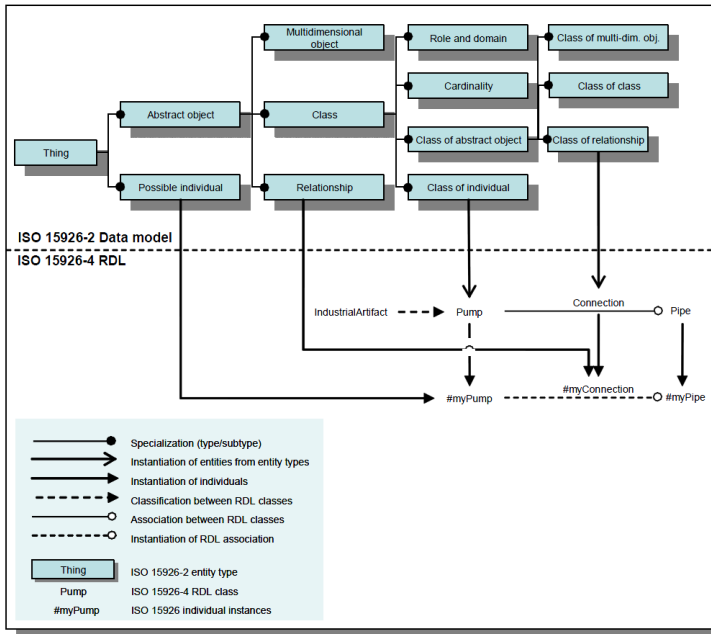 Multidimensional
object
Role and domain
Class of multi-dim. obj.
Cardinality
Class of class
Abstract object
Class
Class of abstract object
Class of relationship
Thing
Possible individual
Relationship
Class of individual
ISO 15926-2 Data model
ISO 15926-4 RDL
IndustrialArtifact
Pump
Connection
Pipe
#myConnection
#myPump
#myPipe
Specialization (type/subtype)
Instantiation of entities from entity types
Instantiation of individuals
Classification between RDL classes
Association between RDL classes
Instantiation of RDL association
Thing
ISO 15926-2 entity type
Pump
ISO 15926-4 RDL class
#myPump
ISO 15926 individual instances